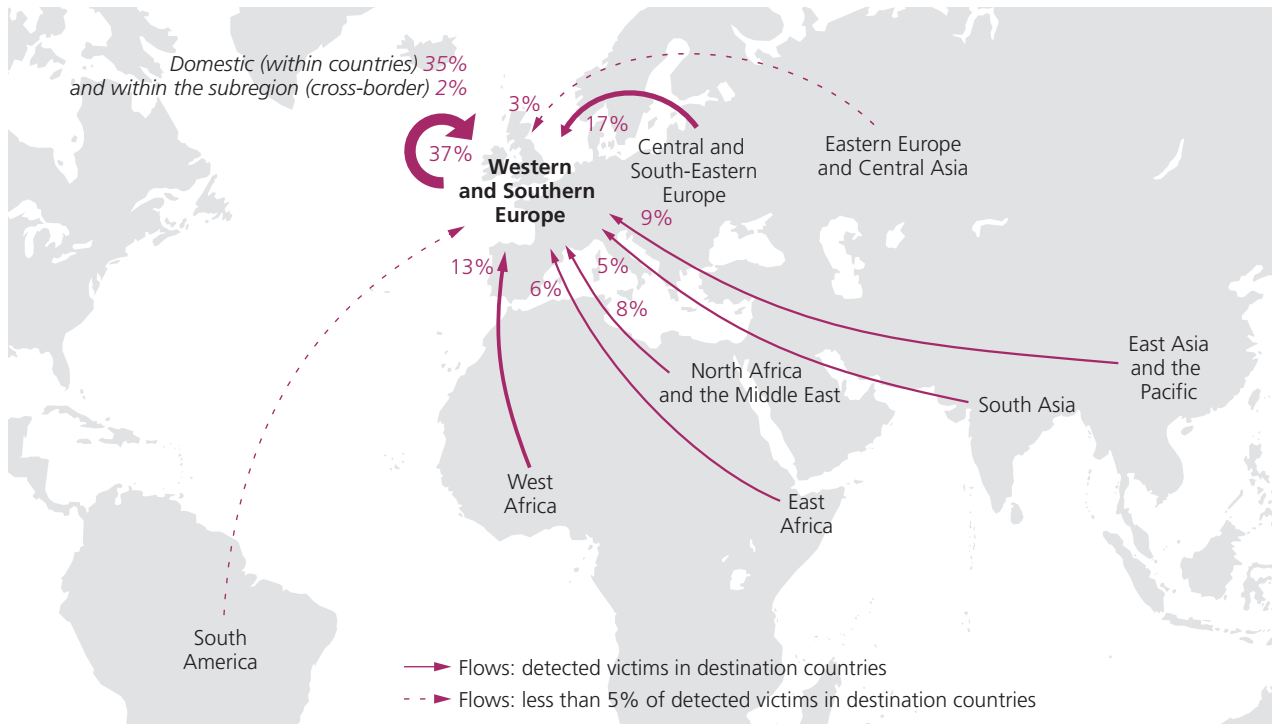 Domestic (within countries) 35%
and within the subregion (cross-border) 2%
37%
3%
17%
Western
and Southern
Europe
Central and
South-Eastern
Europe
Eastern Europe
and Central Asia
9%
13%
6%
5%
8%
North Africa
and the Middle East
East Asia
and the
Pacific
South Asia
West
Africa
East
Africa
South
America
Flows: detected victims in destination countries
Flows: less than 5% of detected victims in destination countries